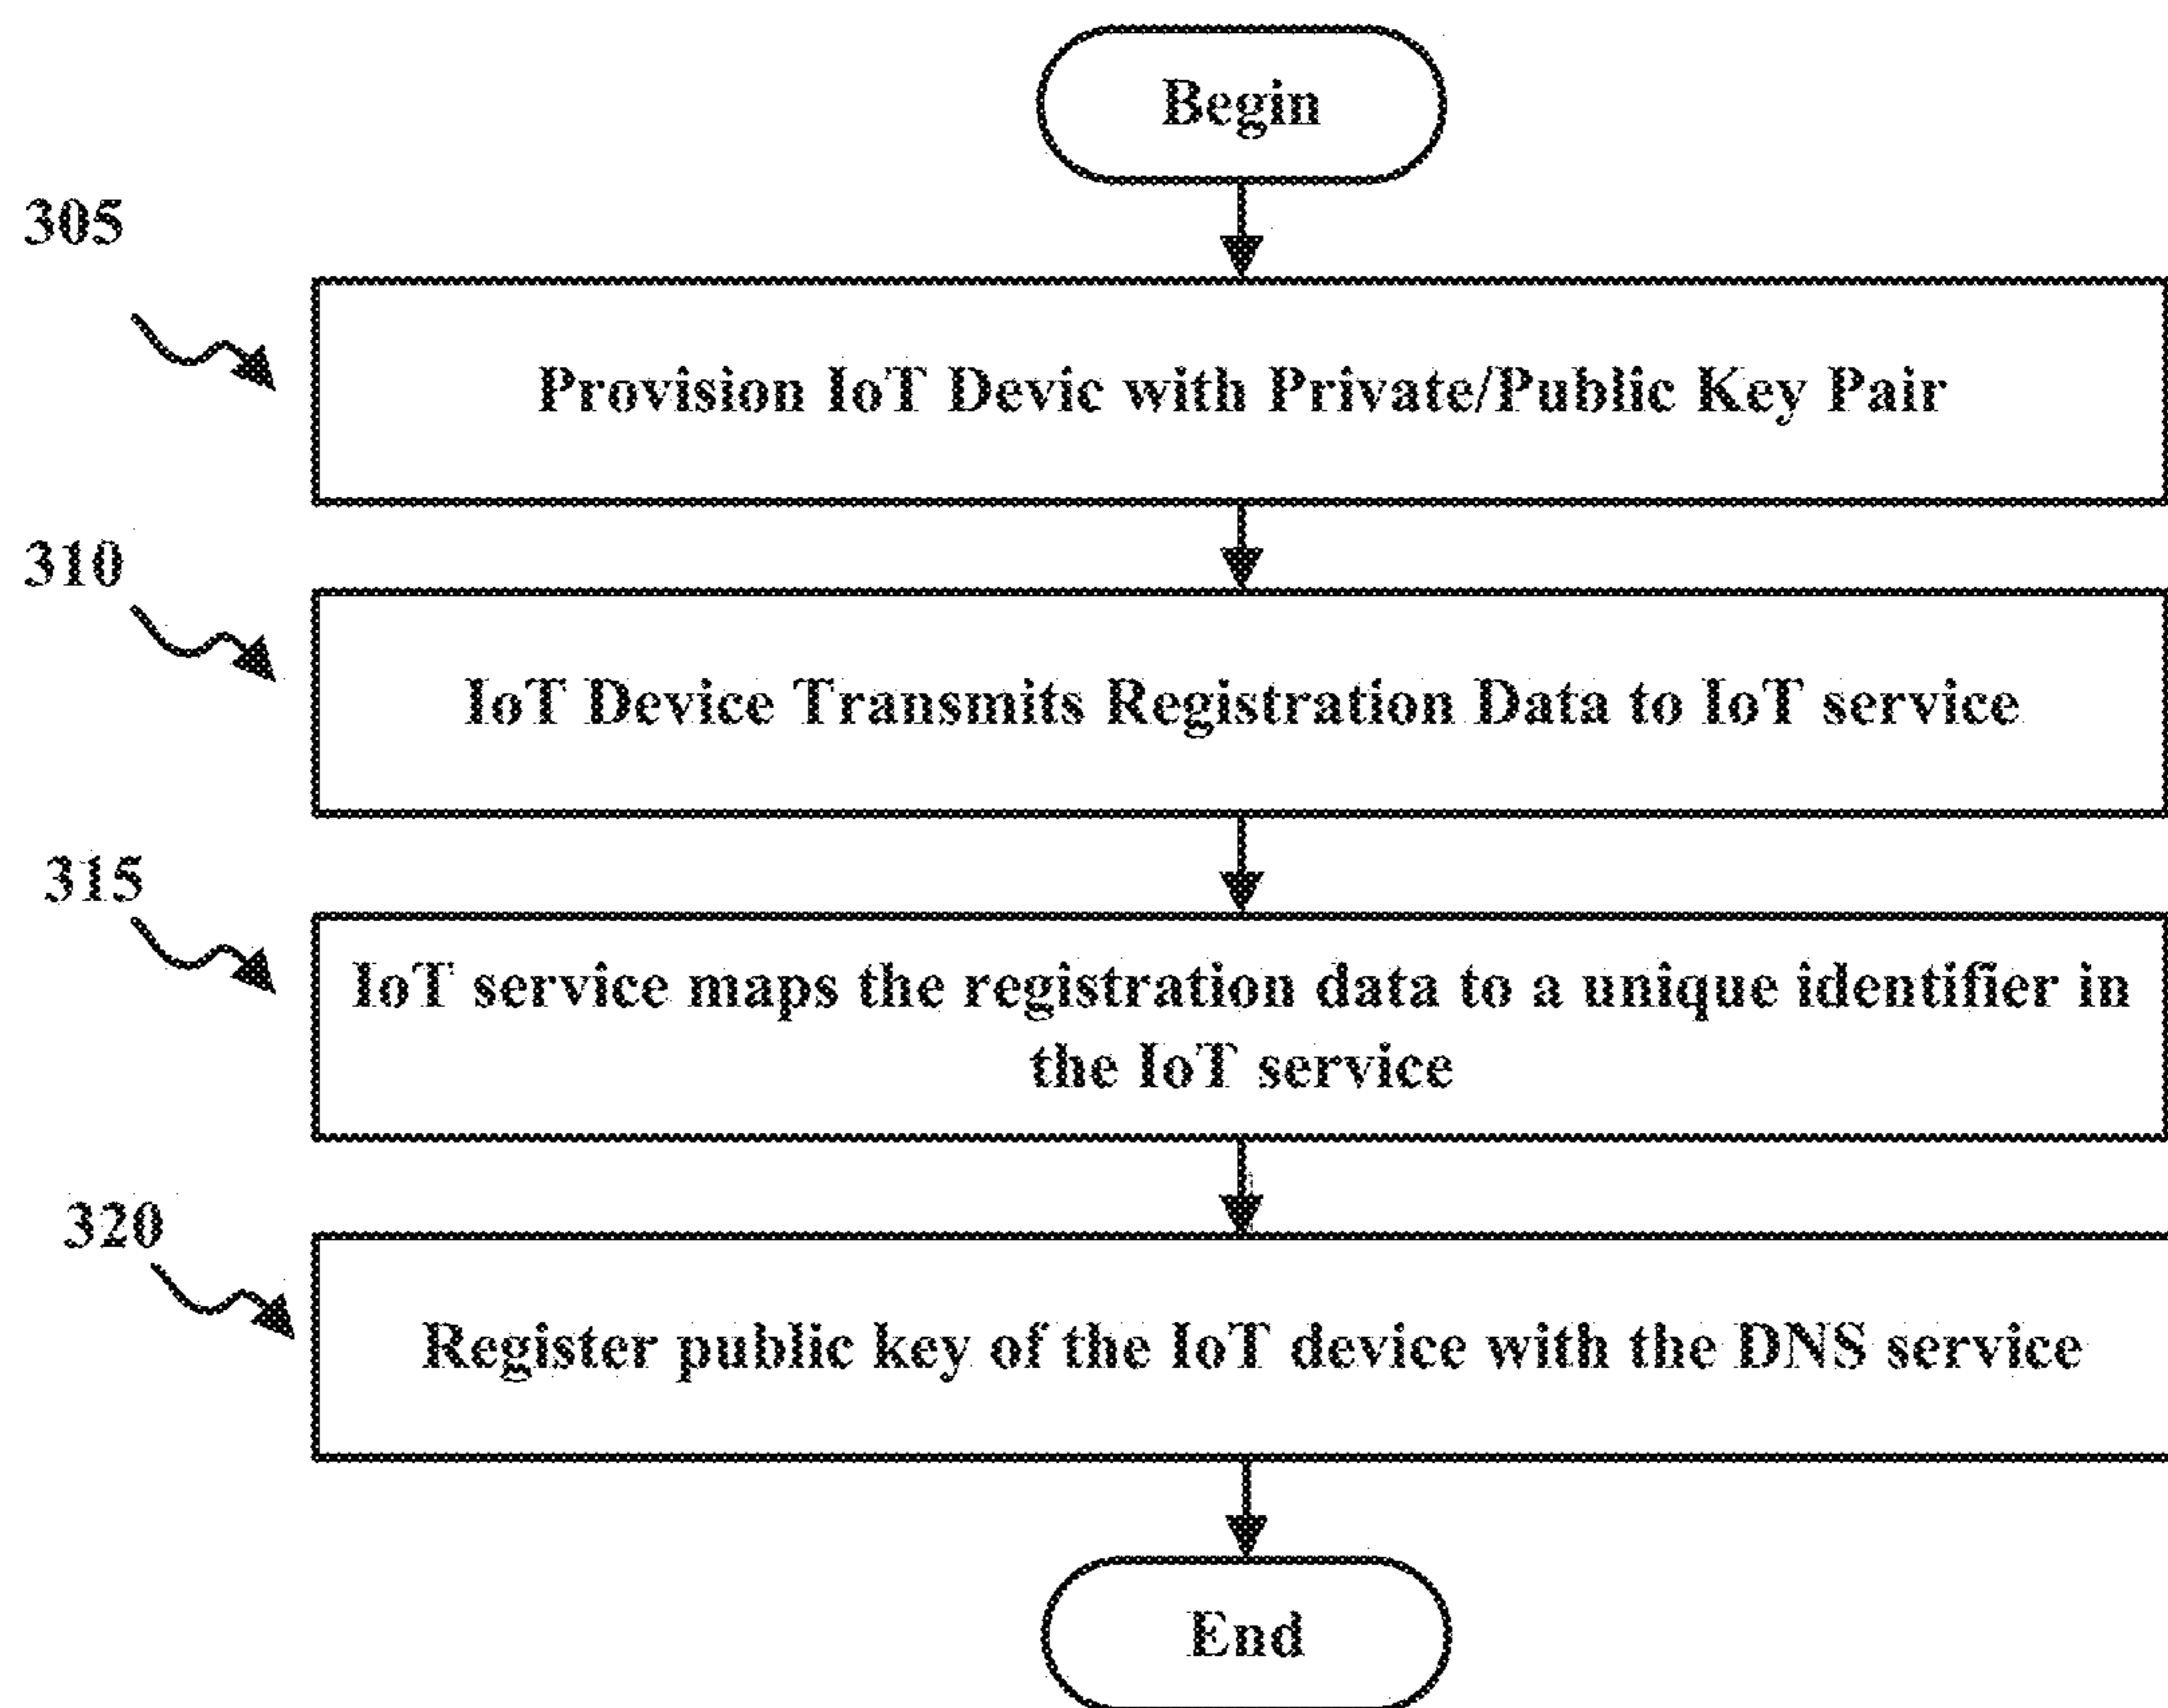 Begin
305
Provision IoT Devic with Private/Public Key Pair
310
IoT Device Transmits Registration Data to IoT service
315
IoT service maps the registration data to a unique identifier in
the IoT service
320
Register public key of the IoT device with the DNS service
End